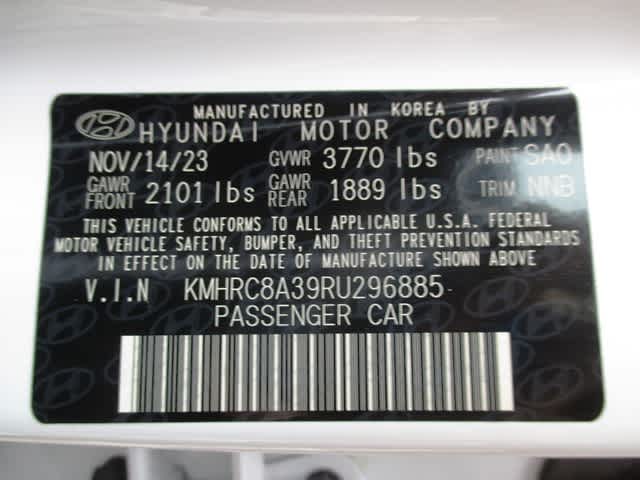 MANUFACTURED IN KOREA BY
HYUNDAI MOTOR COMPANY
NOV/14/23 GVWR 3770 lbs PAINT SAO
GAWR FRONT 2101 lbs GAWR REAR 1889 lbs TRIM NNB
THIS VEHICLE CONFORMS TO ALL APPLICABLE U.S.A. FEDERAL
MOTOR VEHICLE SAFETY, BUMPER, AND THEFT PREVENTION STANDARDS
IN EFFECT ON THE DATE OF MANUFACTURE SHOWN ABOVE
V.I.N KMHRC8A39RU296885
PASSENGER CAR